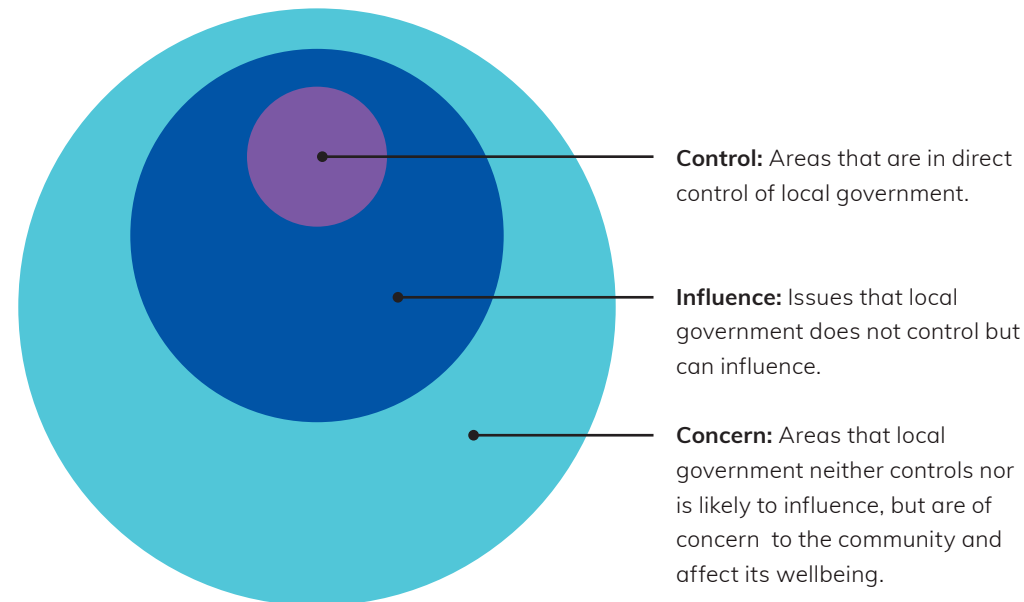 Control: Areas that are in direct
control of local government.
Influence: Issues that local
government does not control but
can influence.
Concern: Areas that local
government neither controls nor
is likely to influence, but are of
concern  to the community and
affect its wellbeing.